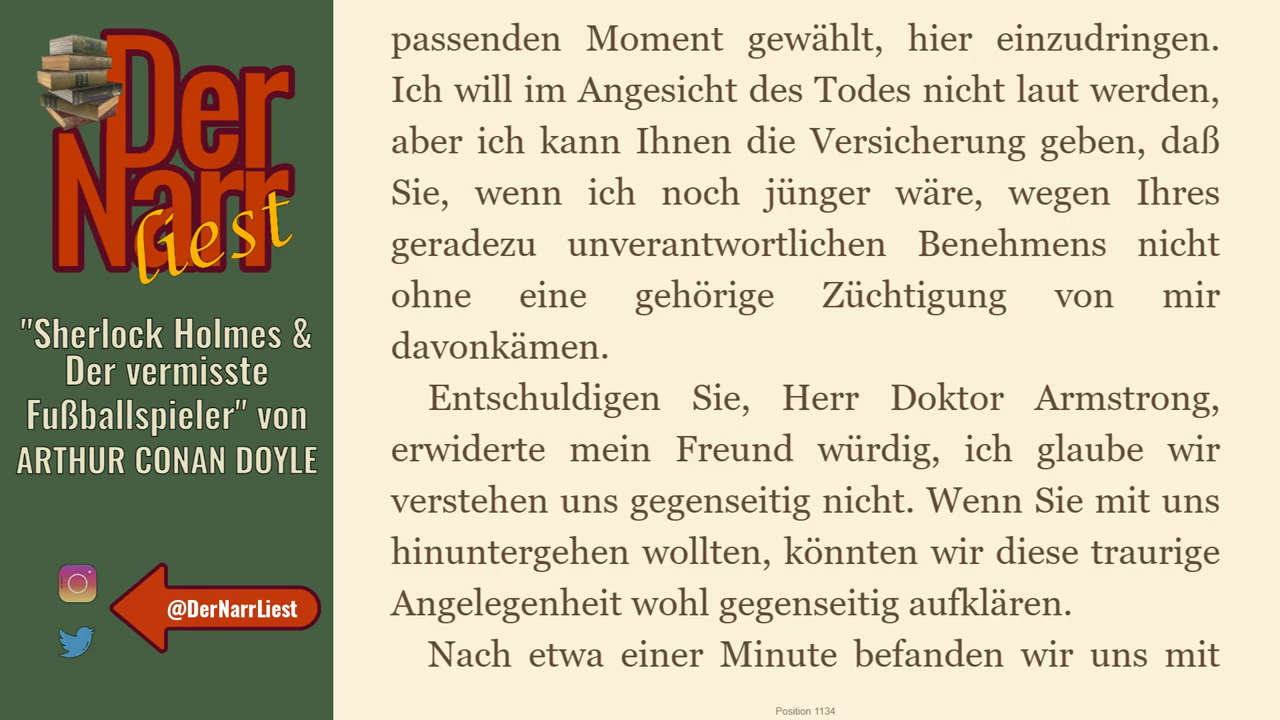 Der
Narr
liest
"Sherlock Holmes &
Der vermisste
Fußballspieler" von
ARTHUR CONAN DOYLE
@DerNarrLiest
passenden Moment gewählt, hier einzudringen.
Ich will im Angesicht des Todes nicht laut werden,
aber ich kann Ihnen die Versicherung geben, daß
Sie, wenn ich noch jünger wäre, wegen Ihres
geradezu unverantwortlichen Benehmens nicht
ohne eine gehörige Züchtigung von mir
davonkämen.
Entschuldigen Sie, Herr Doktor Armstrong,
erwiderte mein Freund würdig, ich glaube wir
verstehen uns gegenseitig nicht. Wenn Sie mit uns
hinuntergehen wollten, könnten wir diese traurige
Angelegenheit wohl gegenseitig aufklären.
Nach etwa einer Minute befanden wir uns mit
Position 1134